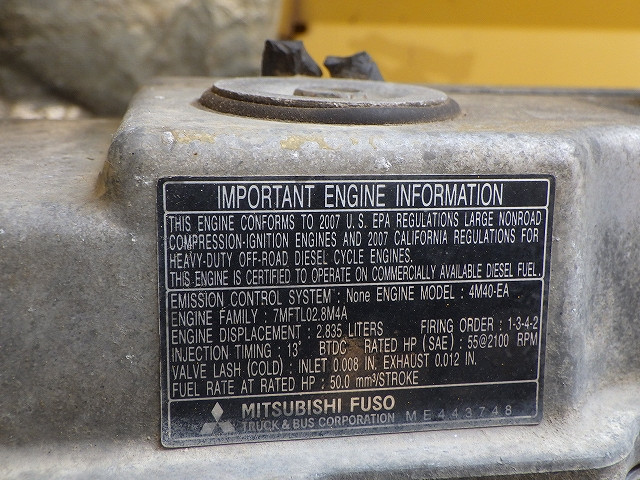 IMPORTANT ENGINE INFORMATION
THIS ENGINE CONFORMS TO 2007 U.S. EPA REGULATIONS LARGE NONROAD
COMPRESSION-IGNITION ENGINES AND 2007 CALIFORNIA REGULATIONS FOR
HEAVY-DUTY OFF-ROAD DIESEL CYCLE ENGINES.
THIS ENGINE IS CERTIFIED TO OPERATE ON COMMERCIALLY AVAILABLE DIESEL FUEL.
EMISSION CONTROL SYSTEM : None ENGINE MODEL : 4M40-EA
ENGINE FAMILY : 7MFTL02.8M4A
ENGINE DISPLACEMENT : 2.835 LITERS FIRING ORDER : 1-3-4-2
INJECTION TIMING : 13° BTDC RATED HP (SAE) : 55@2100 RPM
VALVE LASH (COLD) : INLET 0.008 IN. EXHAUST 0.012 IN.
FUEL RATE AT RATED HP : 50.0 mm³/STROKE
MITSUBISHI FUSO
TRUCK & BUS CORPORATION ME443748